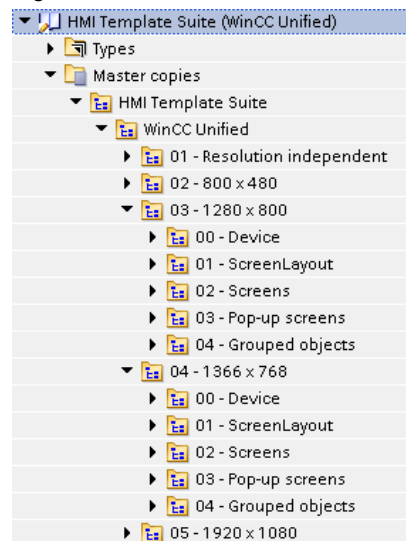 HMI Template Suite (WinCC Unified)
Types
Master copies
HMI Template Suite
WinCC Unified
01 - Resolution independent
02 - 800 x 480
03 - 1280 x 800
00 - Device
01 - ScreenLayout
02 - Screens
03 - Pop-up screens
04 - Grouped objects
04 - 1366 x 768
00 - Device
01 - ScreenLayout
02 - Screens
03 - Pop-up screens
04 - Grouped objects
05 - 1920 x 1080